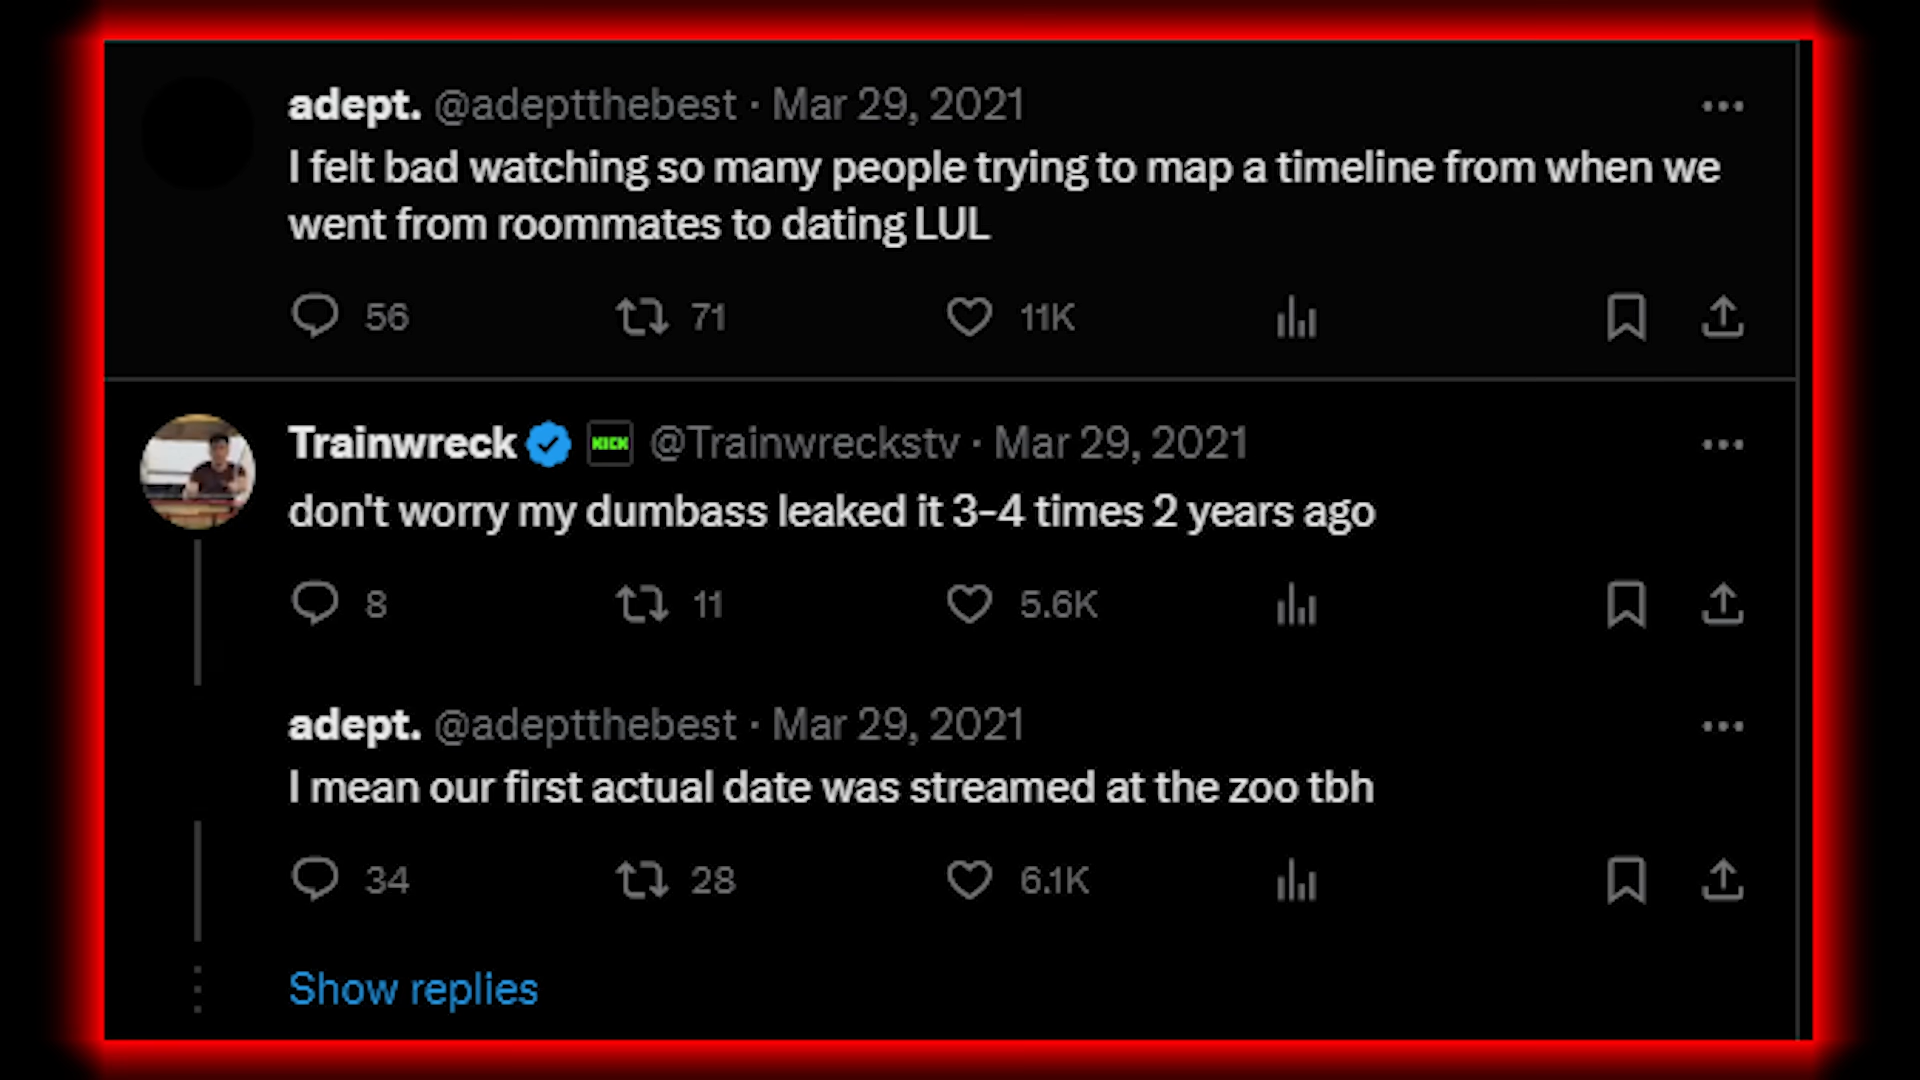 adept. @adeptthebest · Mar 29, 2021
I felt bad watching so many people trying to map a timeline from when we
went from roommates to dating LUL
56 71 11K
Trainwreck KICK @Trainwreckstv · Mar 29, 2021
don't worry my dumbass leaked it 3-4 times 2 years ago
8 11 5.6K
adept. @adeptthebest · Mar 29, 2021
I mean our first actual date was streamed at the zoo tbh
34 28 6.1K
Show replies